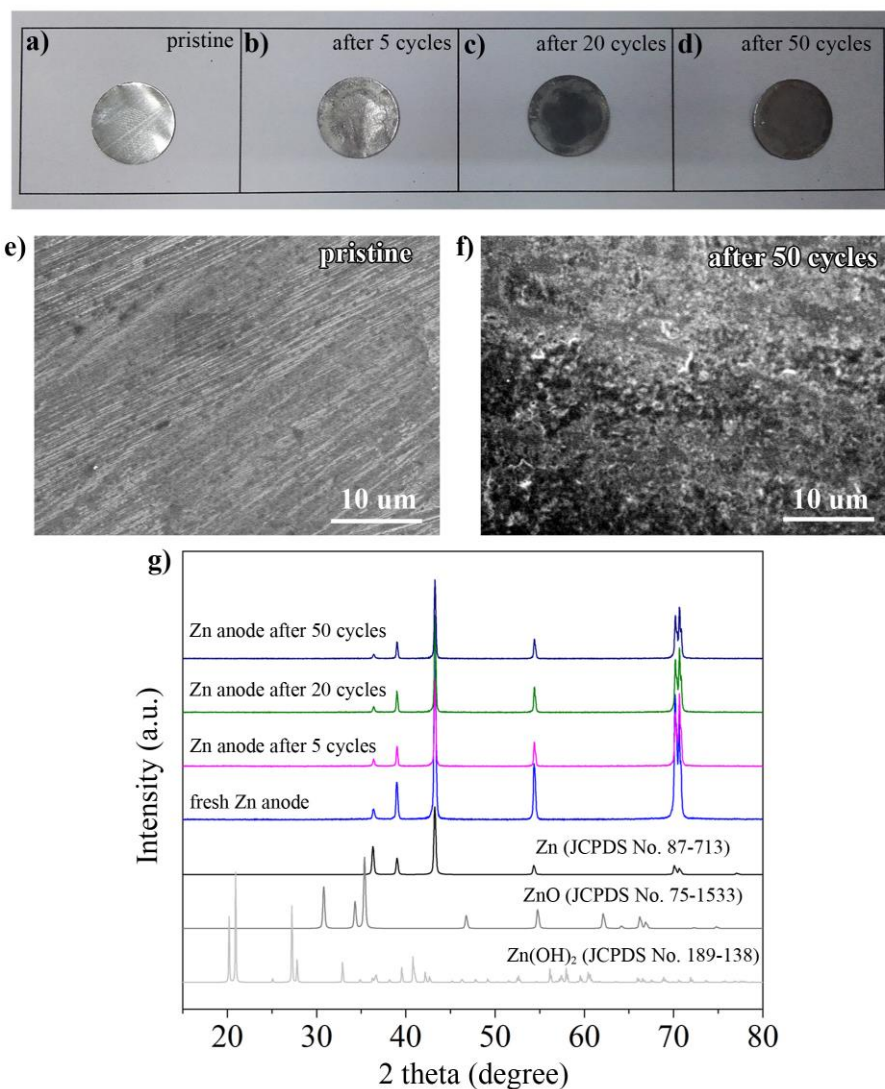 a) pristine
b) after 5 cycles
c) after 20 cycles
d) after 50 cycles
e) pristine
10 um
f) after 50 cycles
10 um
g)
Zn anode after 50 cycles
Zn anode after 20 cycles
Zn anode after 5 cycles
fresh Zn anode
Zn (JCPDS No. 87-713)
ZnO (JCPDS No. 75-1533)
Zn(OH)₂ (JCPDS No. 189-138)
Intensity (a.u.)
20 30 40 50 60 70 80
2 theta (degree)